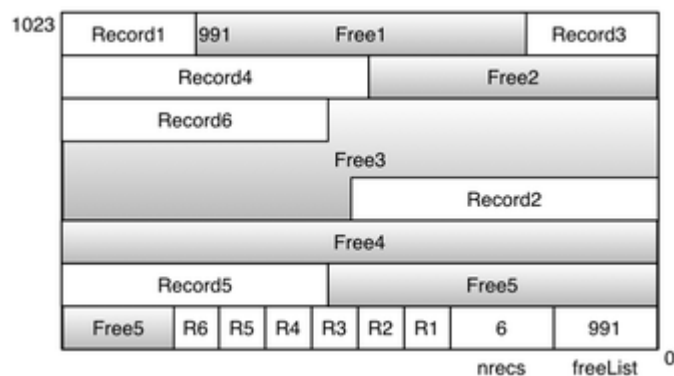 1023 Record1 991 Free1 Record3
Record4 Free2
Record6
Free3
Record2
Free4
Record5 Free5
Free5 R6 R5 R4 R3 R2 R1 6 991
0
nrecs freeList